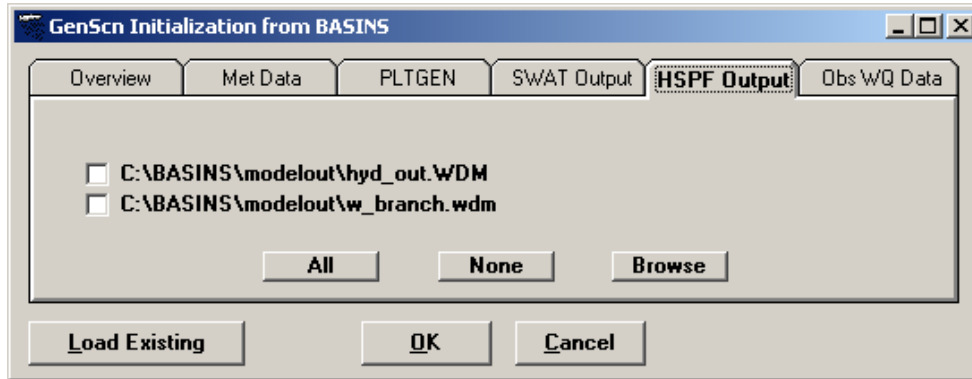 GenScn Initialization from BASINS
Overview Met Data PLTGEN SWAT Output HSPF Output Obs WQ Data
C:\BASINS\modelout\hyd_out.WDM
C:\BASINS\modelout\w_branch.wdm
All None Browse
Load Existing OK Cancel